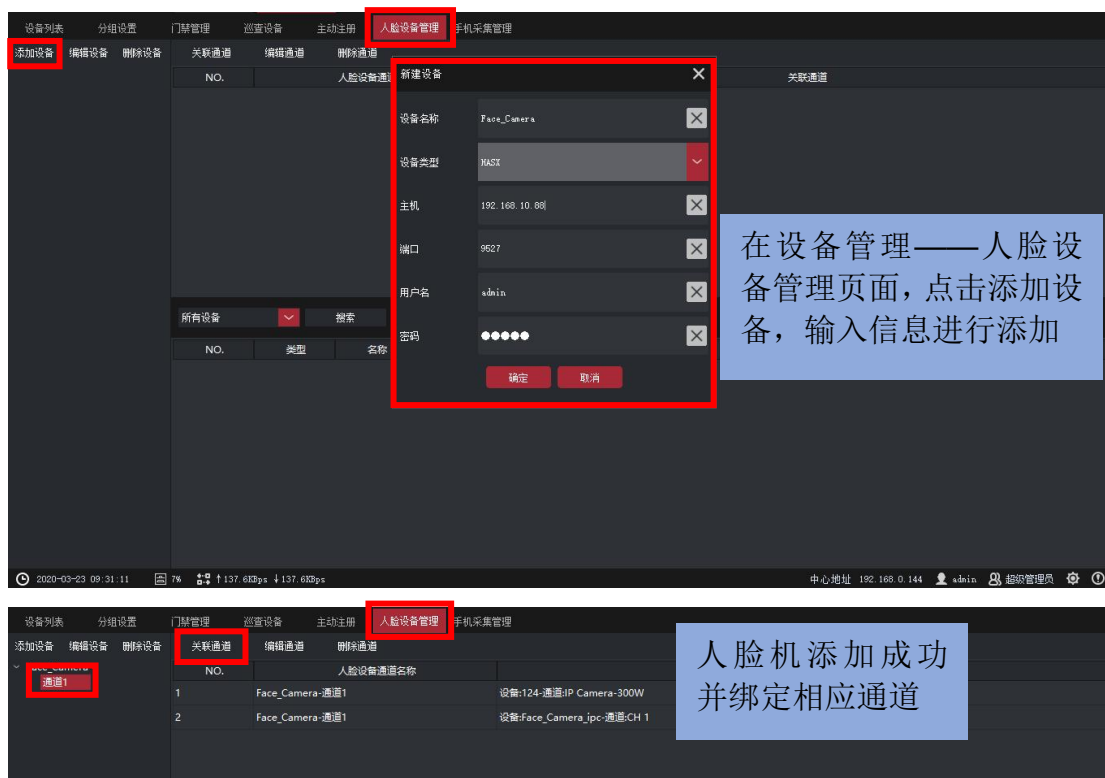 设备列表 分组设置 门禁管理 巡查设备 主动注册 人脸设备管理 手机采集管理
添加设备 编辑设备 删除设备 关联通道 编辑通道 删除通道
NO. 人脸设备通 关联通道
新建设备
设备名称 Face_Camera
设备类型 HASX
主机 192.168.10.88
端口 9527
用户名 admin
密码 ●●●●●
确定 取消
在设备管理——人脸设
备管理页面，点击添加设
备，输入信息进行添加
所有设备 搜索
NO. 类型 名称
2020-03-23 09:31:11 7% ↑137.6KBps ↓137.6KBps 中心地址 192.168.0.144 admin 超级管理员
设备列表 分组设置 门禁管理 巡查设备 主动注册 人脸设备管理 手机采集管理
添加设备 编辑设备 删除设备 关联通道 编辑通道 删除通道
NO. 人脸设备通道名称
通道1
1 Face_Camera-通道1 设备:124-通道:IP Camera-300W
2 Face_Camera-通道1 设备:Face_Camera_ipc-通道:CH 1
人脸机添加成功
并绑定相应通道